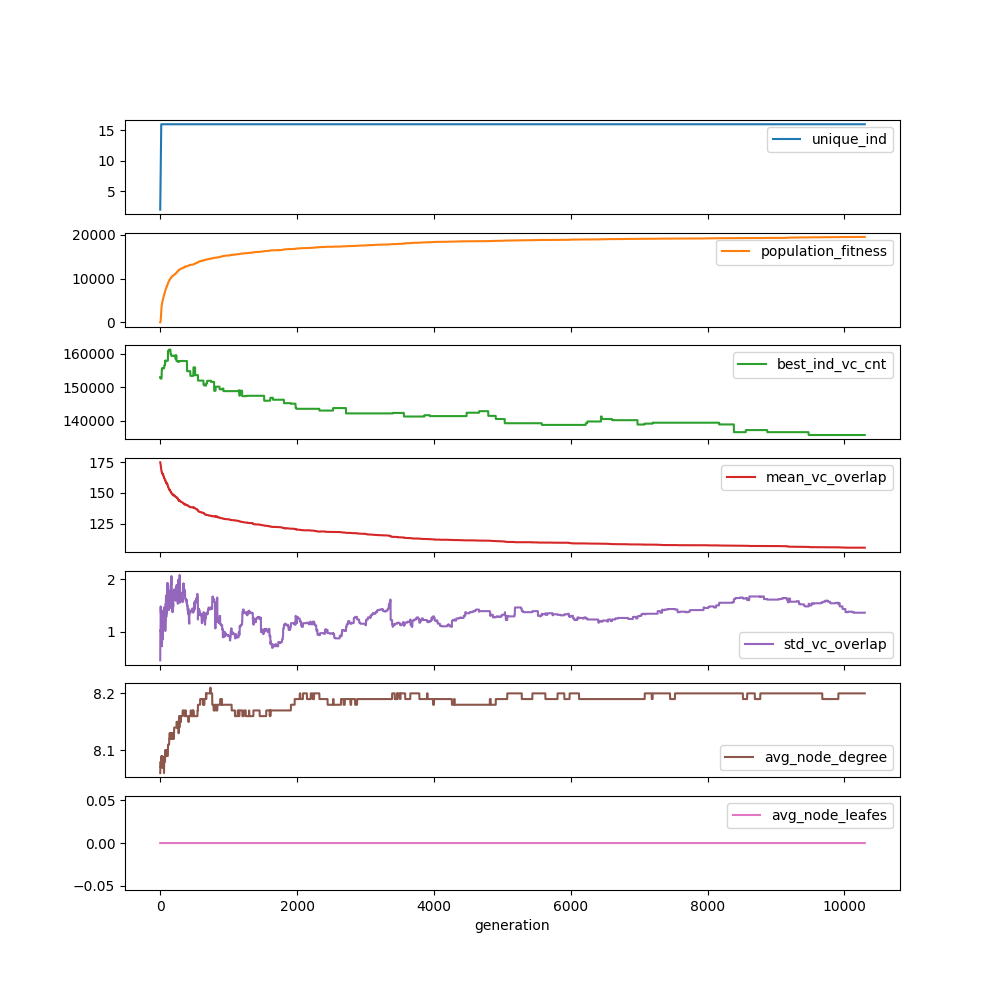 15
10
5
unique_ind
20000
10000
0
population_fitness
160000
150000
140000
best_ind_vc_cnt
175
150
125
mean_vc_overlap
2
1
std_vc_overlap
8.2
8.1
avg_node_degree
0.05
0.00
−0.05
avg_node_leafes
0 2000 4000 6000 8000 10000
generation